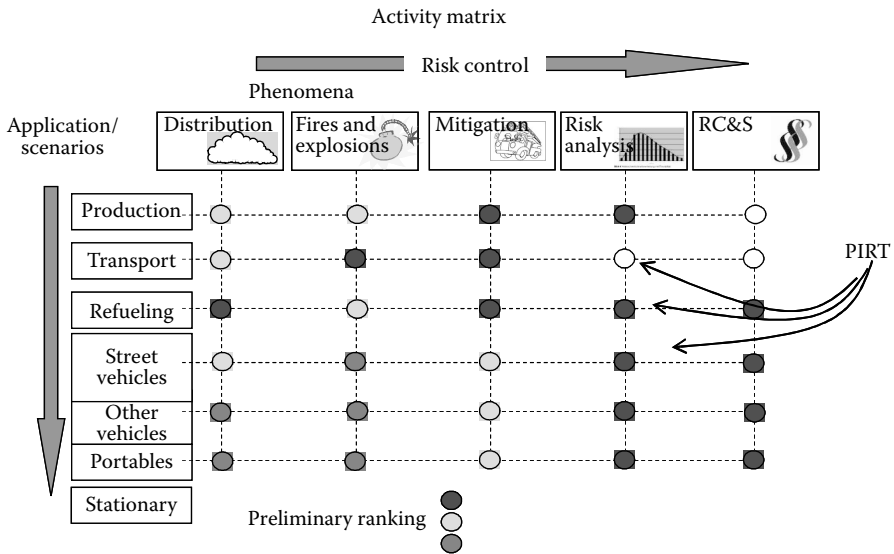 Activity matrix
Risk control
Phenomena
Application/
scenarios
Distribution
Fires and
explosions
Mitigation
Risk
analysis
RC&S
Production
Transport
PIRT
Refueling
Street
vehicles
Other
vehicles
Portables
Stationary
Preliminary ranking